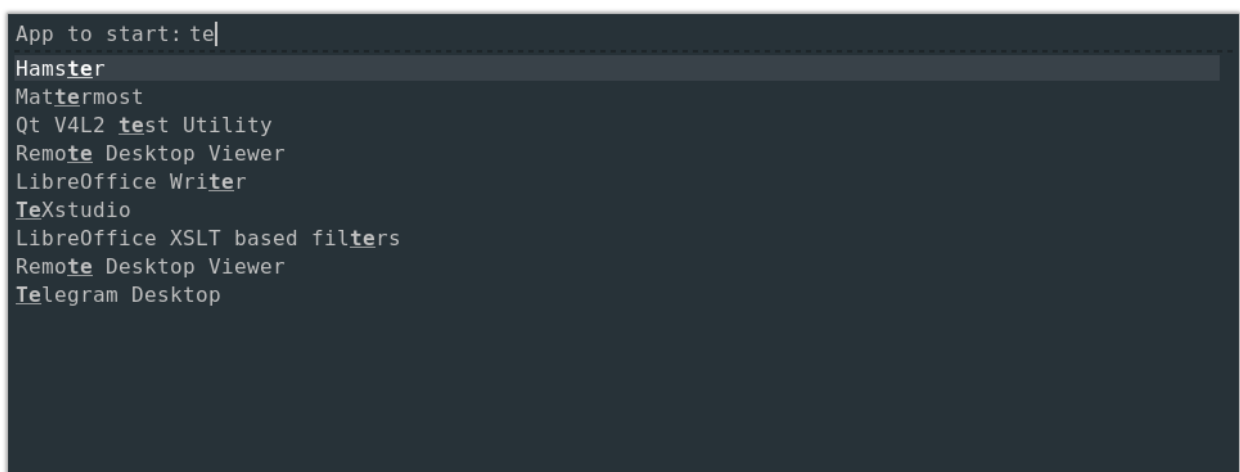 App to start: te
Hamster
Mattermost
Qt V4L2 test Utility
Remote Desktop Viewer
LibreOffice Writer
TeXstudio
LibreOffice XSLT based filters
Remote Desktop Viewer
Telegram Desktop